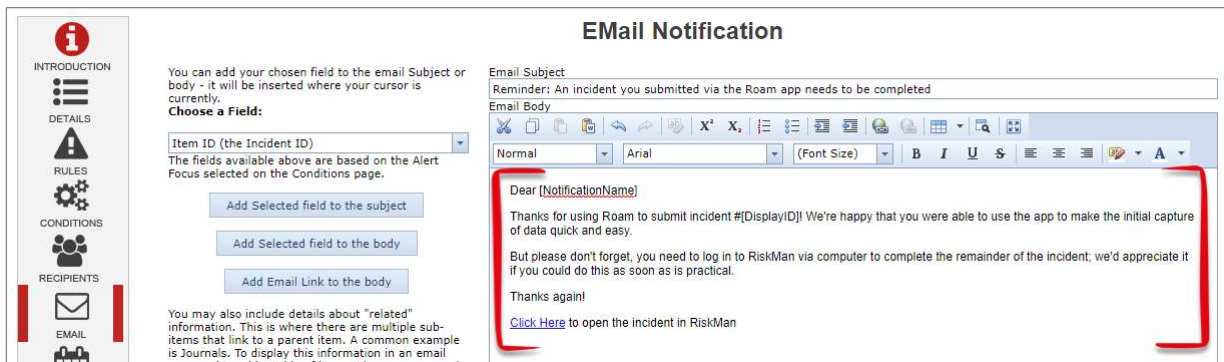 EMail Notification
INTRODUCTION
DETAILS
RULES
CONDITIONS
RECIPIENTS
EMAIL
You can add your chosen field to the email Subject or
body - it will be inserted where your cursor is
currently.
Choose a Field:
Item ID (the Incident ID)
The fields available above are based on the Alert
Focus selected on the Conditions page.
Add Selected field to the subject
Add Selected field to the body
Add Email Link to the body
You may also include details about "related"
information. This is where there are multiple sub-
items that link to a parent item. A common example
is Journals. To display this information in an email
Email Subject
Reminder: An incident you submitted via the Roam app needs to be completed
Email Body
Normal Arial (Font Size) B I U S A
Dear [NotificationName]
Thanks for using Roam to submit incident #[DisplayID]! We're happy that you were able to use the app to make the initial capture
of data quick and easy.
But please don't forget, you need to log in to RiskMan via computer to complete the remainder of the incident; we'd appreciate it
if you could do this as soon as is practical.
Thanks again!
Click Here to open the incident in RiskMan